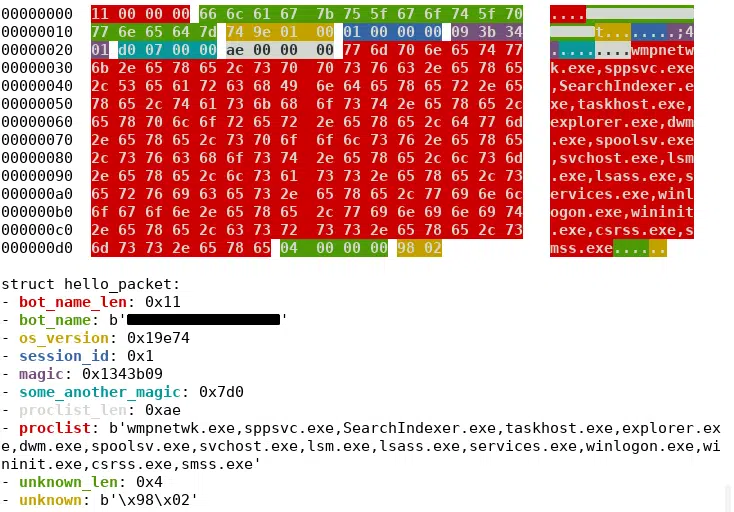 00000000 11 00 00 00 66 6c 61 67 7b 75 5f 67 6f 74 5f 70 ....
00000010 77 6e 65 64 7d 74 9e 01 00 01 00 00 00 09 3b 34 t.......;4
00000020 01 d0 07 00 00 ae 00 00 00 77 6d 70 6e 65 74 77 .........wmpnetw
00000030 6b 2e 65 78 65 2c 73 70 70 73 76 63 2e 65 78 65 k.exe,sppsvc.exe
00000040 2c 53 65 61 72 63 68 49 6e 64 65 78 65 72 2e 65 ,SearchIndexer.e
00000050 78 65 2c 74 61 73 6b 68 6f 73 74 2e 65 78 65 2c xe,taskhost.exe,
00000060 65 78 70 6c 6f 72 65 72 2e 65 78 65 2c 64 77 6d explorer.exe,dwm
00000070 2e 65 78 65 2c 73 70 6f 6f 6c 73 76 2e 65 78 65 .exe,spoolsv.exe
00000080 2c 73 76 63 68 6f 73 74 2e 65 78 65 2c 6c 73 6d ,svchost.exe,lsm
00000090 2e 65 78 65 2c 6c 73 61 73 73 2e 65 78 65 2c 73 .exe,lsass.exe,s
000000a0 65 72 76 69 63 65 73 2e 65 78 65 2c 77 69 6e 6c ervices.exe,winl
000000b0 6f 67 6f 6e 2e 65 78 65 2c 77 69 6e 69 6e 69 74 ogon.exe,wininit
000000c0 2e 65 78 65 2c 63 73 72 73 73 2e 65 78 65 2c 73 .exe,csrss.exe,s
000000d0 6d 73 73 2e 65 78 65 04 00 00 00 98 02 mss.exe......
struct hello_packet:
- bot_name_len: 0x11
- bot_name: b''
- os_version: 0x19e74
- session_id: 0x1
- magic: 0x1343b09
- some_another_magic: 0x7d0
- proclist_len: 0xae
- proclist: b'wmpnetwk.exe,sppsvc.exe,SearchIndexer.exe,taskhost.exe,explorer.ex
e,dwm.exe,spoolsv.exe,svchost.exe,lsm.exe,lsass.exe,services.exe,winlogon.exe,wi
ninit.exe,csrss.exe,smss.exe'
- unknown_len: 0x4
- unknown: b'\x98\x02'